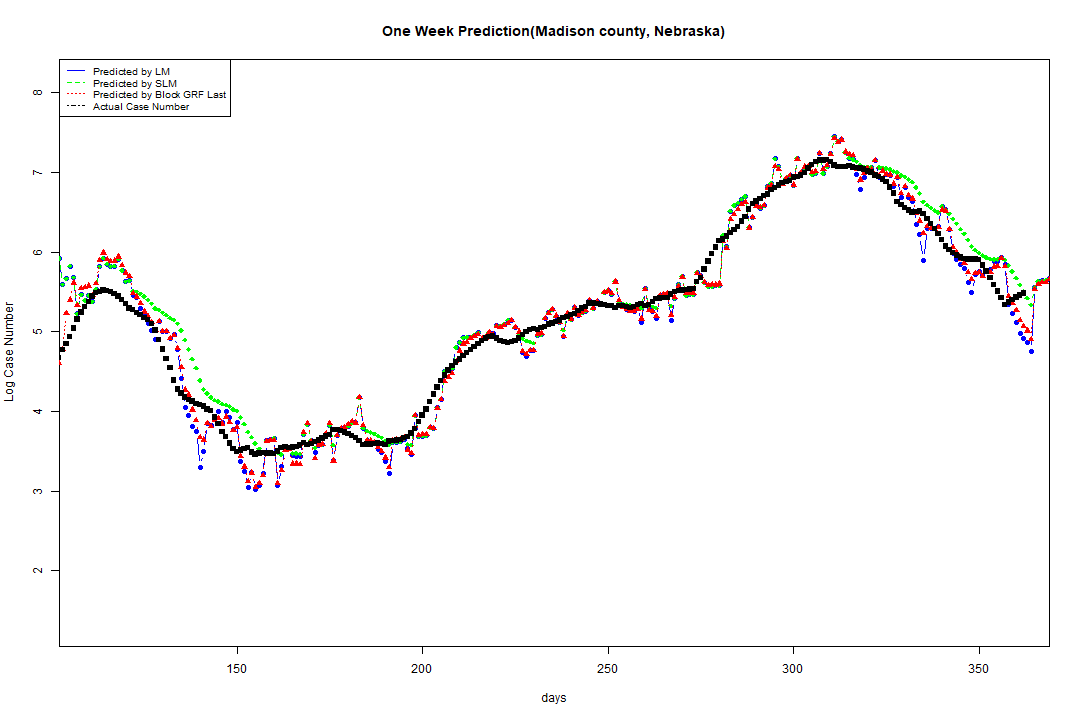 One Week Prediction(Madison county, Nebraska)
Predicted by LM
Predicted by SLM
Predicted by Block GRF Last
Actual Case Number
8
7
6
5
4
3
2
Log Case Number
150 200 250 300 350
days